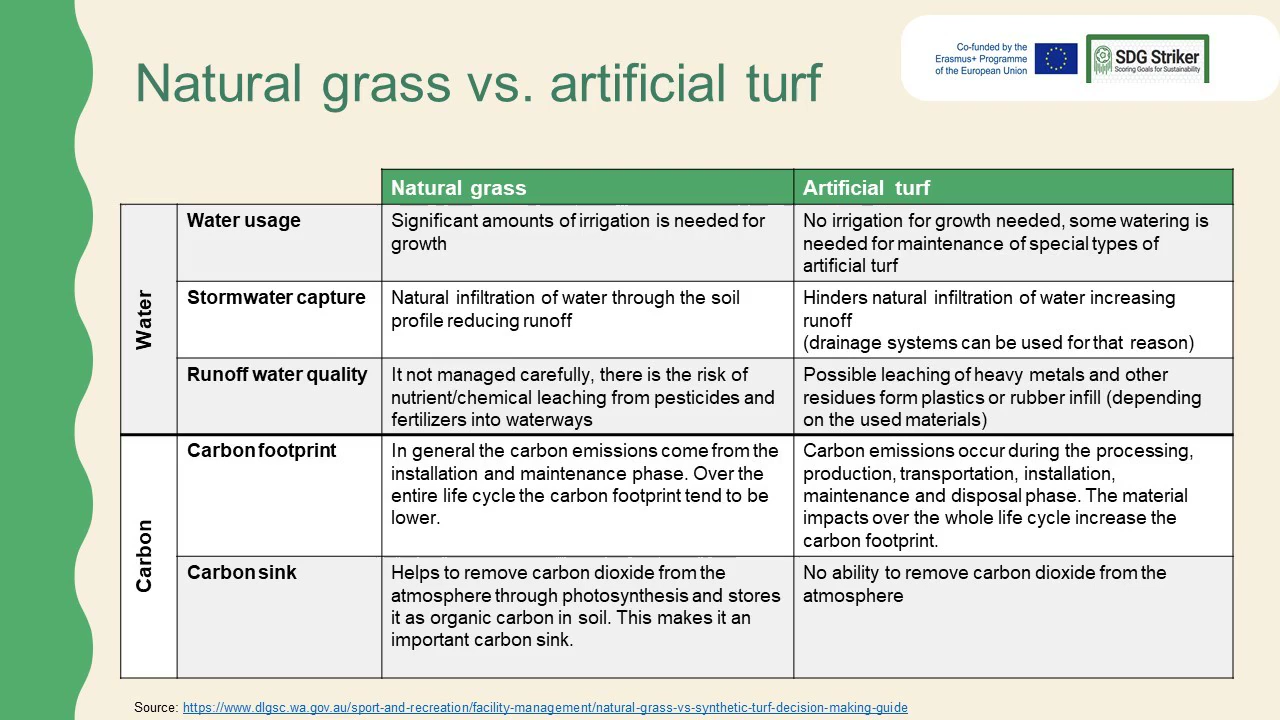 Natural grass vs. artificial turf
Co-funded by the
Erasmus+ Programme
of the European Union
SDG Striker
Scoring Goals for Sustainability
Natural grass
Artificial turf
Water
Water usage
Significant amounts of irrigation is needed for
growth
No irrigation for growth needed, some watering is
needed for maintenance of special types of
artificial turf
Stormwater capture
Natural infiltration of water through the soil
profile reducing runoff
Hinders natural infiltration of water increasing
runoff
(drainage systems can be used for that reason)
Runoff water quality
It not managed carefully, there is the risk of
nutrient/chemical leaching from pesticides and
fertilizers into waterways
Possible leaching of heavy metals and other
residues form plastics or rubber infill (depending
on the used materials)
Carbon
Carbon footprint
In general the carbon emissions come from the
installation and maintenance phase. Over the
entire life cycle the carbon footprint tend to be
lower.
Carbon emissions occur during the processing,
production, transportation, installation,
maintenance and disposal phase. The material
impacts over the whole life cycle increase the
carbon footprint.
Carbon sink
Helps to remove carbon dioxide from the
atmosphere through photosynthesis and stores
it as organic carbon in soil. This makes it an
important carbon sink.
No ability to remove carbon dioxide from the
atmosphere
Source: https://www.dlgsc.wa.gov.au/sport-and-recreation/facility-management/natural-grass-vs-synthetic-turf-decision-making-guide